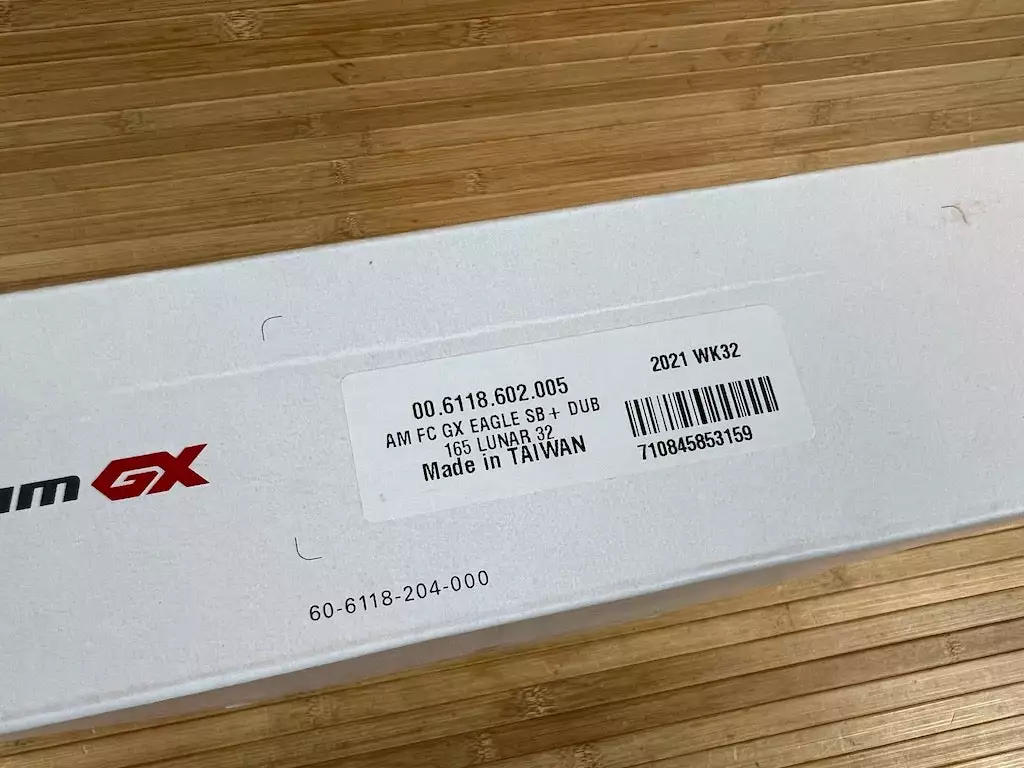 00.6118.602.005
AM FC GX EAGLE SB+ DUB
165 LUNAR 32
Made in TAIWAN
2021 WK32
710845853159
GX
60-6118-204-000